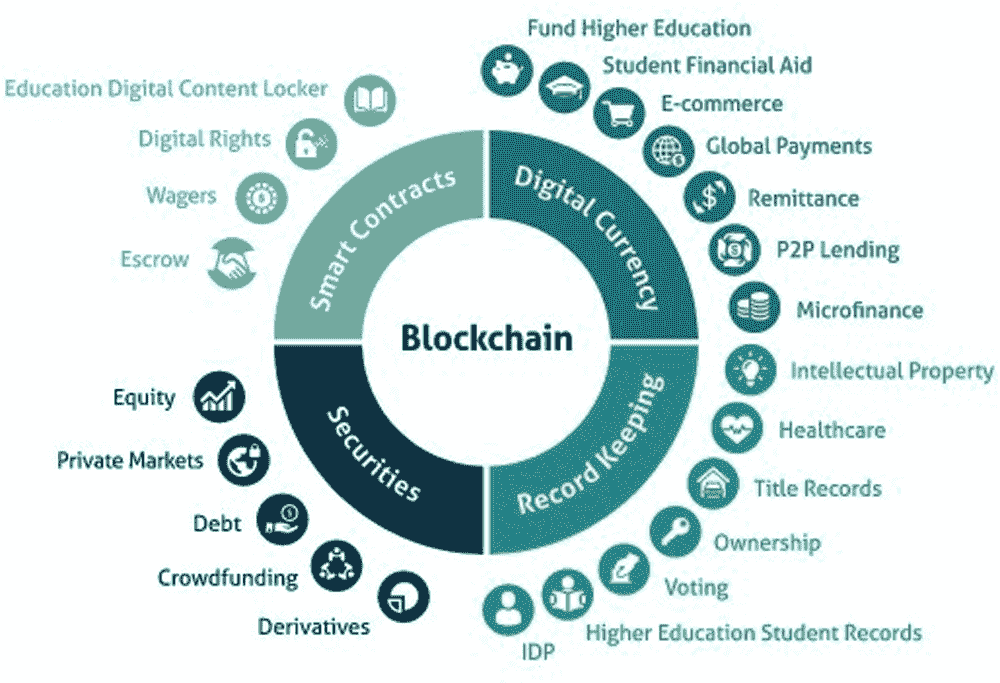 Fund Higher Education
Student Financial Aid
E-commerce
Global Payments
Remittance
P2P Lending
Microfinance
Intellectual Property
Healthcare
Title Records
Ownership
Voting
Higher Education Student Records
IDP
Education Digital Content Locker
Digital Rights
Wagers
Escrow
Equity
Private Markets
Debt
Crowdfunding
Derivatives
Smart Contracts
Digital Currency
Blockchain
Securities
Record Keeping